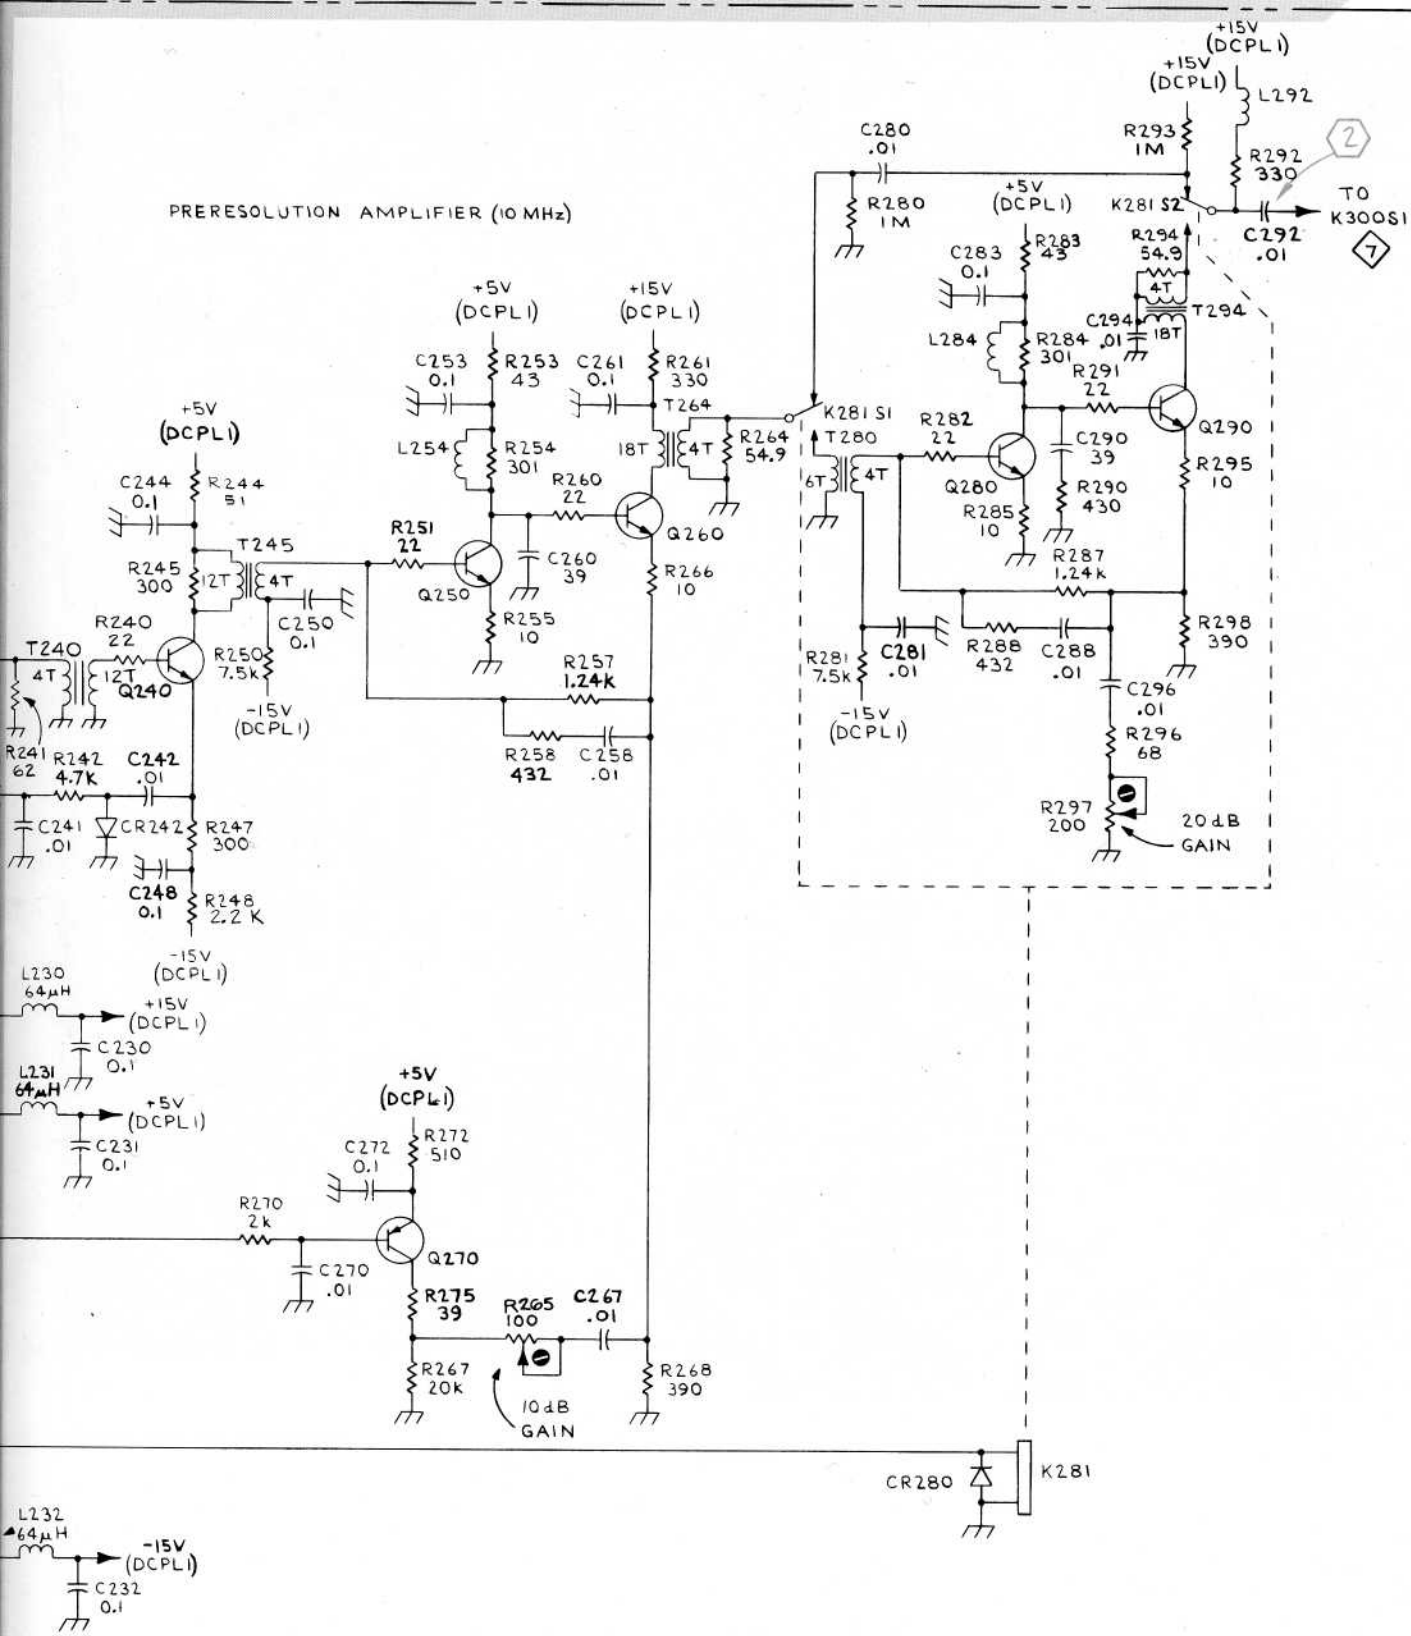 +15V
(DCPL1)
+15V
(DCPL1)
L292
C280
.01
R293
1M
2
R292
330
PRERESOLUTION AMPLIFIER (10 MHz)
R280
1M
+5V
(DCPL1)
K281 S2
TO
K300S1
7
C292
.01
R294
54.9
4T
T294
18T
C294
.01
C283
0.1
R283
43
L284
R284
301
R291
22
Q290
+5V
(DCPL1)
+15V
(DCPL1)
C253
0.1
R253
43
C261
0.1
R261
330
T264
18T
4T
R264
54.9
K281 S1
T280
6T
4T
R282
22
Q280
C290
39
R290
430
R295
10
R285
10
L254
R254
301
R260
22
Q260
+5V
(DCPL1)
C244
0.1
R244
51
T245
12T
4T
R245
300
R251
22
Q250
C260
39
R266
10
R287
1.24K
R255
10
C250
0.1
R240
22
T240
4T
12T
Q240
R250
7.5K
-15V
(DCPL1)
R257
1.24K
R258
432
C258
.01
R281
7.5K
C281
.01
-15V
(DCPL1)
R288
432
C288
.01
R298
390
C296
.01
R296
68
R297
200
20dB
GAIN
R241
62
R242
4.7K
C242
.01
C241
.01
CR242
R247
300
C248
0.1
R248
2.2K
-15V
(DCPL1)
L230
64μH
+15V
(DCPL1)
C230
0.1
L231
64μH
+5V
(DCPL1)
C231
0.1
+5V
(DCPL1)
C272
0.1
R272
510
R270
2K
Q270
C270
.01
R275
39
R265
100
C267
.01
R267
20K
10dB
GAIN
R268
390
CR280
K281
L232
64μH
-15V
(DCPL1)
C232
0.1